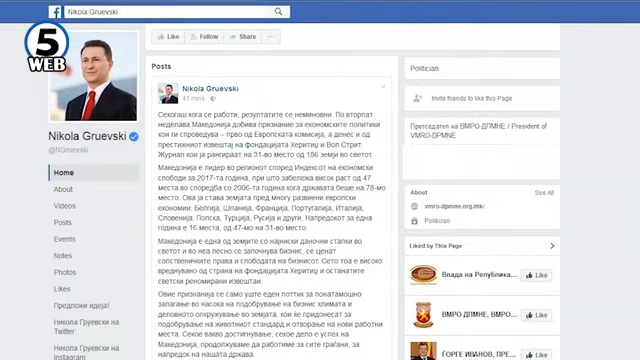 Nikola Gruevski
5
WEB
Like Follow Share
Nikola Gruevski
@NGruevski
Home
About
Videos
Photos
Events
Notes
Likes
Предложи идеја!
Никола Груевски на
Twitter
Никола Груевски на
Instagram
Posts
Nikola Gruevski
41 mins
Секогаш кога се работи, резултатите се неминовни. По вторпат
неделава Македонија добива признание за економските политики
кои ги спроведува – прво од Европската комисија, а денес и од
престижниот извештај на фондацијата Херитиџ и Вол Стрит
Журнал кои ја рангираат на 31-во место од 186 земји во светот.
Македонија е лидер во регионот според Индексот на економски
слободи за 2017-та година, при што забележа висок раст од 47
места во споредба со 2006-та година кога државата беше на 78-мо
место. Ова ја става земјата пред многу развиени европски
економии: Белгија, Шпанија, Франција, Португалија, Италија,
Словенија, Полска, Турција, Русија и други. Напредокот за една
година е 16 места, од 47-мо на 31-во место.
Македонија е една од земјите со најниски даночни стапки во
светот и во неа лесно се започнува бизнис, се ценат
сопственичките права и слободата на бизнисот. Сето тоа е високо
вреднувано од страна на фондацијата Херитиџ и останатите
светски реномирани извештаи.
Овие признанија се само уште еден поттик за понатамошно
запагање во насока на подобрување на бизнис климата и
деловното опкружување во земјата, кои ќе придонесат за
подобрување на животниот стандард и отворање на нови работни
места. Секое вакво достигнување, секое дело е успех на
Македонија, продолжуваме да работиме за сите граѓани, за
напредок на нашата држава.
Politician
Invite friends to like this Page
Претседател на ВМРО-ДПМНЕ / President of
VMRO-DPMNE
About See All
vmro-dpmne.org.mk/
Politician
Liked by This Page
Влада на Република... Like
ВМРО-ДПМНЕ, ВМРО... Like
ЃОРГЕ ИВАНОВ, ПРЕ... Like